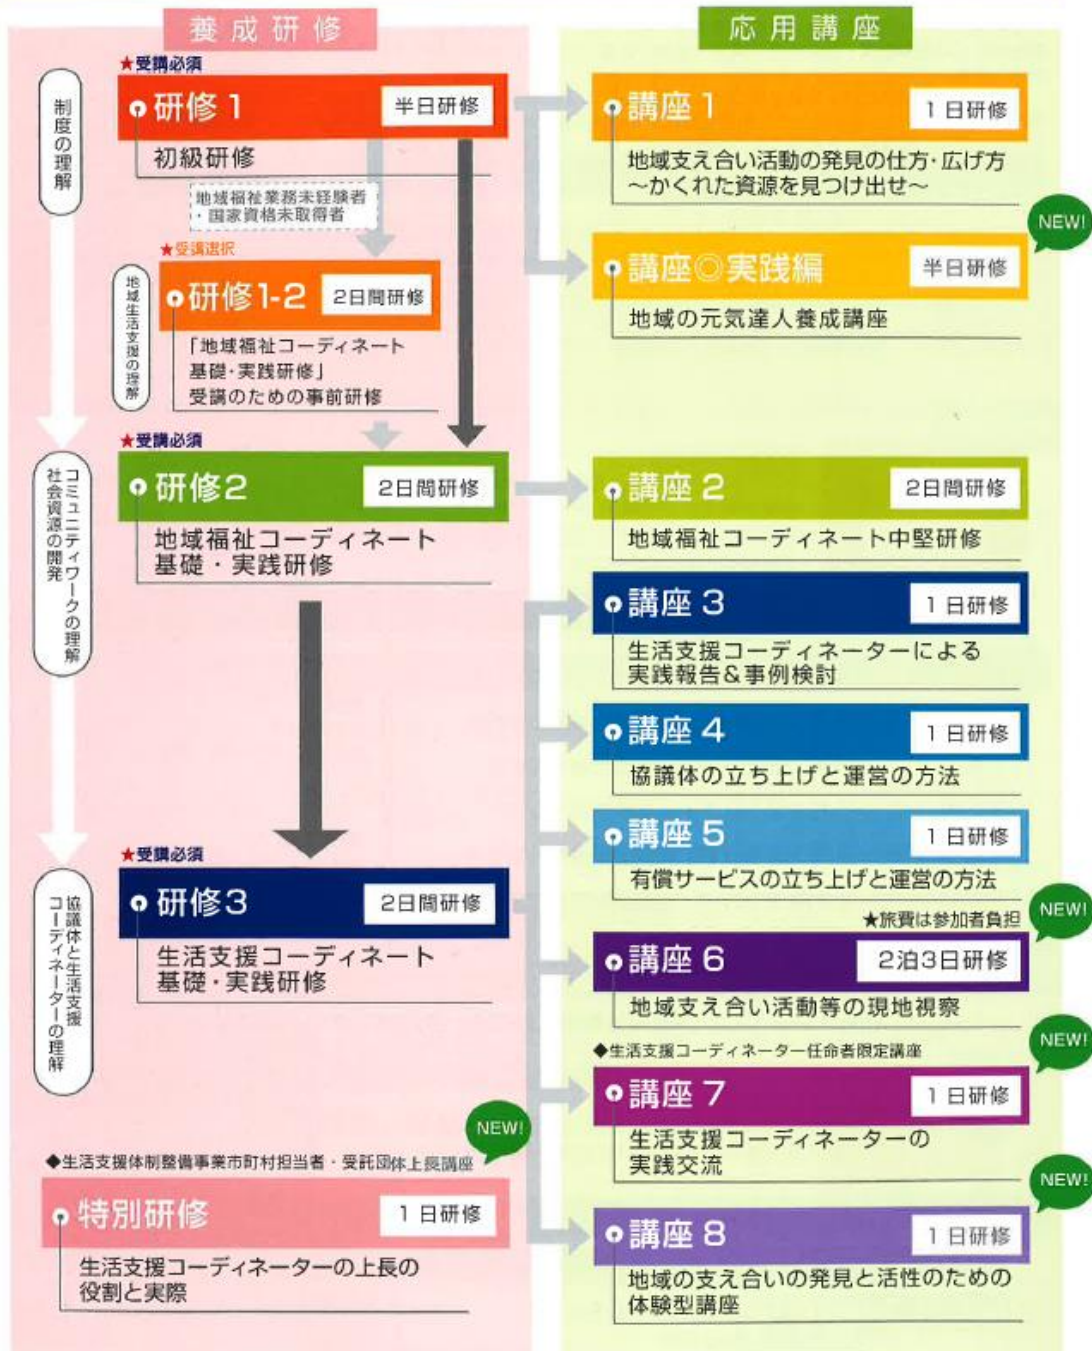 養成研修
制度の理解
★受講必須
研修1
半日研修
初級研修
地域福祉業務未経験者
・国家資格未取得者
★受講選択
地域生活支援の理解
研修1-2
2日間研修
「地域福祉コーディネート
基礎・実践研修」
受講のための事前研修
★受講必須
コミュニティワークの理解
社会資源の開発
研修2
2日間研修
地域福祉コーディネート
基礎・実践研修
★受講必須
協議体と生活支援
コーディネーターの理解
研修3
2日間研修
生活支援コーディネート
基礎・実践研修
NEW!
◆生活支援体制整備事業市町村担当者・受託団体上長講座
特別研修
1日研修
生活支援コーディネーターの上長の
役割と実際
応用講座
講座1
1日研修
地域支え合い活動の発見の仕方・広げ方
～かくれた資源を見つけ出せ～
NEW!
講座◎実践編
半日研修
地域の元気達人養成講座
講座2
2日間研修
地域福祉コーディネート中堅研修
講座3
1日研修
生活支援コーディネーターによる
実践報告&事例検討
講座4
1日研修
協議体の立ち上げと運営の方法
講座5
1日研修
有償サービスの立ち上げと運営の方法
★旅費は参加者負担
NEW!
講座6
2泊3日研修
地域支え合い活動等の現地視察
◆生活支援コーディネーター任命者限定講座
NEW!
講座7
1日研修
生活支援コーディネーターの
実践交流
NEW!
講座8
1日研修
地域の支え合いの発見と活性のための
体験型講座